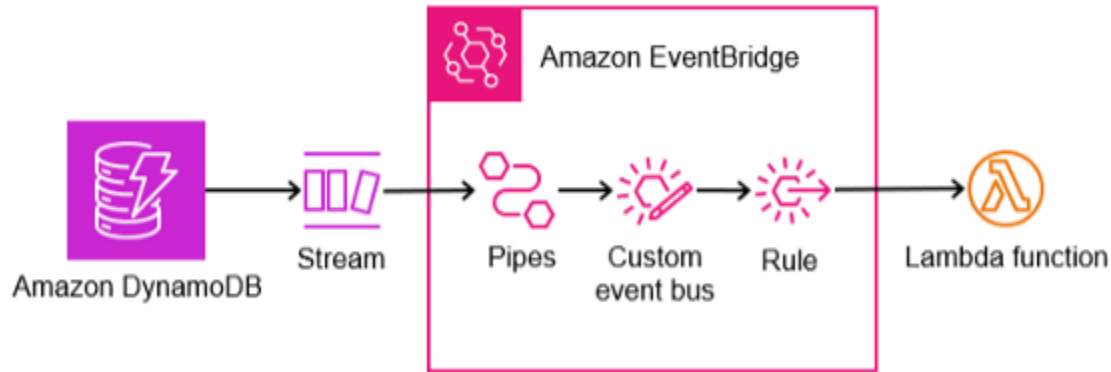 Amazon EventBridge
Amazon DynamoDB
Stream
Pipes
Custom
event bus
Rule
Lambda function